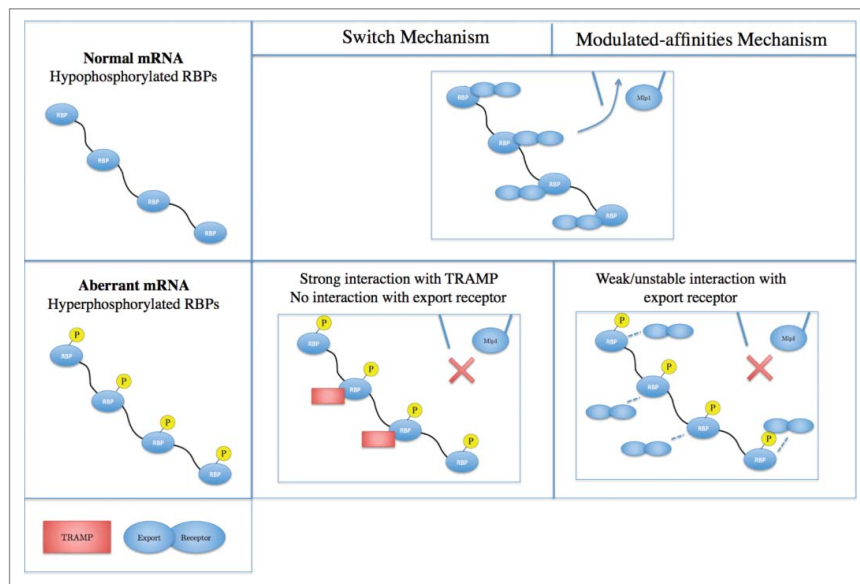 Switch Mechanism
Modulated-affinities Mechanism
Normal mRNA
Hypophosphorylated RBPs
RBP
RBP
RBP
RBP
RBP
RBP
RBP
RBP
Mlp1
Aberrant mRNA
Hyperphosphorylated RBPs
P
RBP
P
RBP
P
RBP
P
RBP
Strong interaction with TRAMP
No interaction with export receptor
P
RBP
P
RBP
P
RBP
P
RBP
Mlp1
Weak/unstable interaction with
export receptor
P
RBP
P
RBP
P
RBP
P
RBP
Mlp1
TRAMP
Export
Receptor